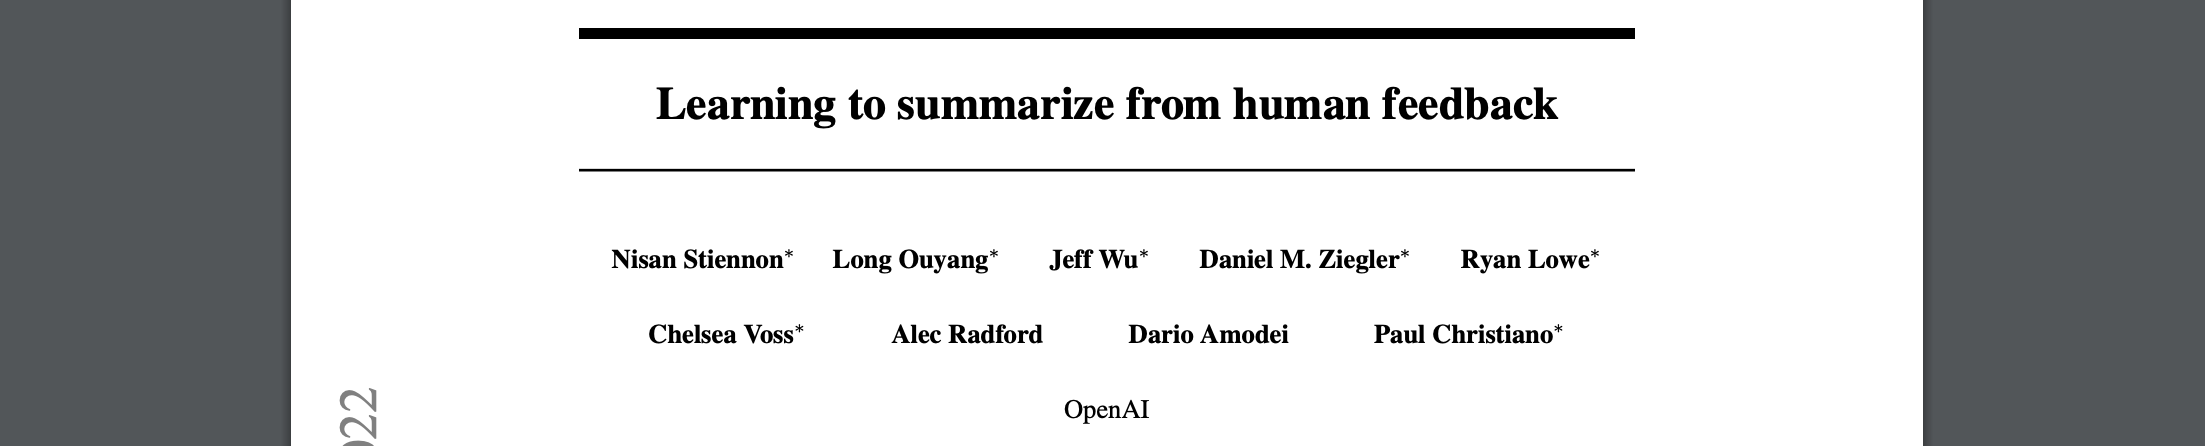 Learning to summarize from human feedback
Nisan Stiennon* Long Ouyang* Jeff Wu* Daniel M. Ziegler* Ryan Lowe*
Chelsea Voss* Alec Radford Dario Amodei Paul Christiano*
OpenAI
022